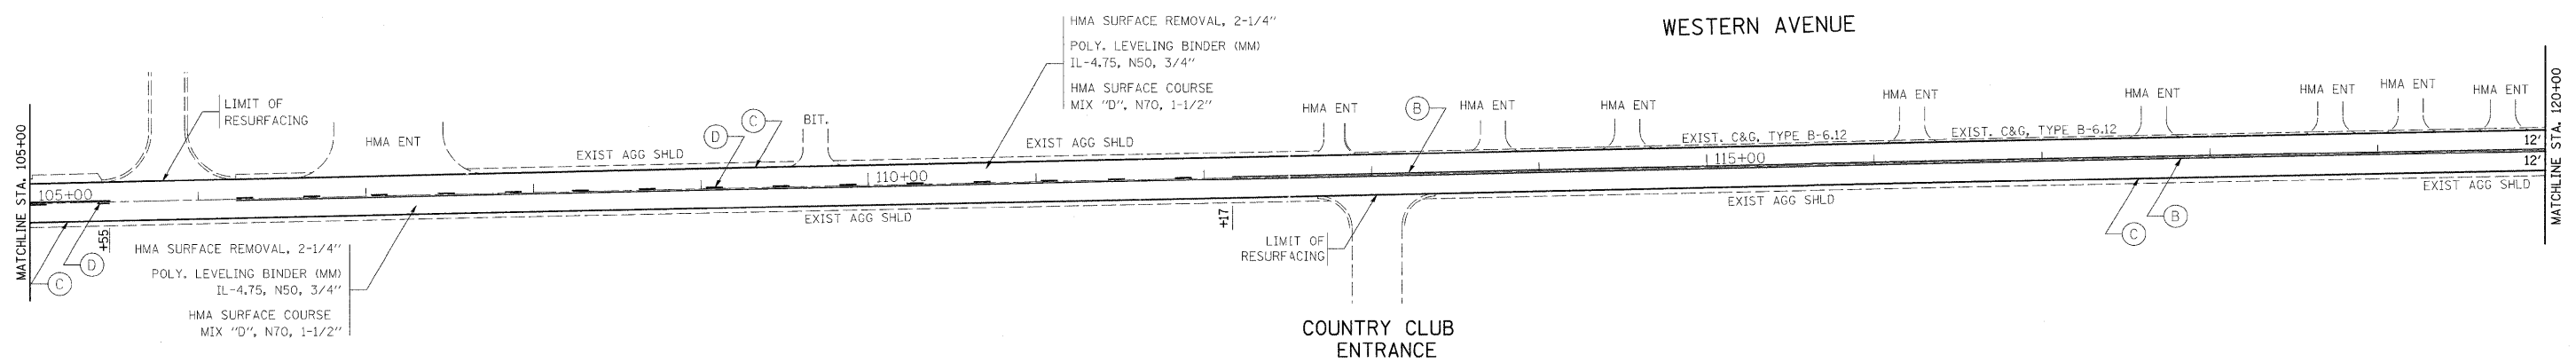 HMA SURFACE REMOVAL, 2-1/4"
POLY. LEVELING BINDER (MM)
IL-4.75, N50, 3/4"
HMA SURFACE COURSE
MIX "D", N70, 1-1/2"
WESTERN AVENUE
MATCHLINE STA. 105+00
LIMIT OF
RESURFACING
HMA ENT
EXIST AGG SHLD
D
C
BIT.
EXIST AGG SHLD
HMA ENT
B
HMA ENT
HMA ENT
EXIST. C&G, TYPE B-6.12
HMA ENT
EXIST. C&G, TYPE B-6.12
HMA ENT
HMA ENT
HMA ENT
HMA ENT
12'
12'
MATCHLINE STA. 120+00
105+00
110+00
115+00
+55
D
C
EXIST AGG SHLD
+17
EXIST AGG SHLD
C
B
EXIST AGG SHLD
HMA SURFACE REMOVAL, 2-1/4"
POLY. LEVELING BINDER (MM)
IL-4.75, N50, 3/4"
HMA SURFACE COURSE
MIX "D", N70, 1-1/2"
LIMIT OF
RESURFACING
COUNTRY CLUB
ENTRANCE